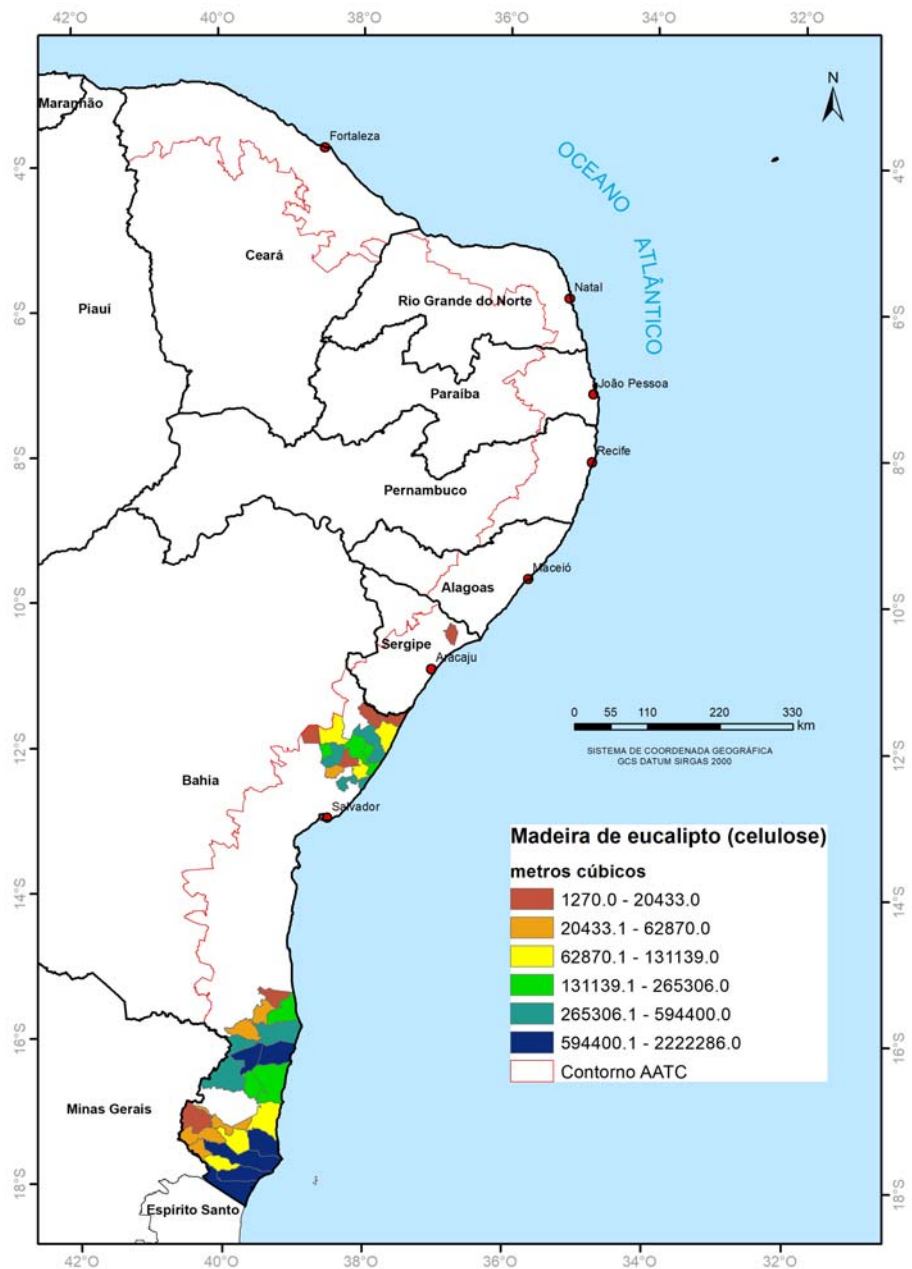 42°O
40°O
38°O
36°O
34°O
32°O
N
Maranhão
Fortaleza
OCEANO
ATLÂNTICO
4°S
4°S
Ceará
Natal
Rio Grande do Norte
Piauí
6°S
6°S
João Pessoa
Paraíba
Recife
8°S
8°S
Pernambuco
Maceió
Alagoas
10°S
10°S
Sergipe
Aracaju
0 55 110 220 330
km
SISTEMA DE COORDENADA GEOGRÁFICA
GCS DATUM SIRGAS 2000
12°S
12°S
Bahia
Salvador
Madeira de eucalipto (celulose)
metros cúbicos
1270.0 - 20433.0
20433.1 - 62870.0
62870.1 - 131139.0
131139.1 - 265306.0
265306.1 - 594400.0
594400.1 - 2222286.0
Contorno AATC
14°S
14°S
16°S
16°S
Minas Gerais
18°S
18°S
Espírito Santo
42°O
40°O
38°O
36°O
34°O
32°O